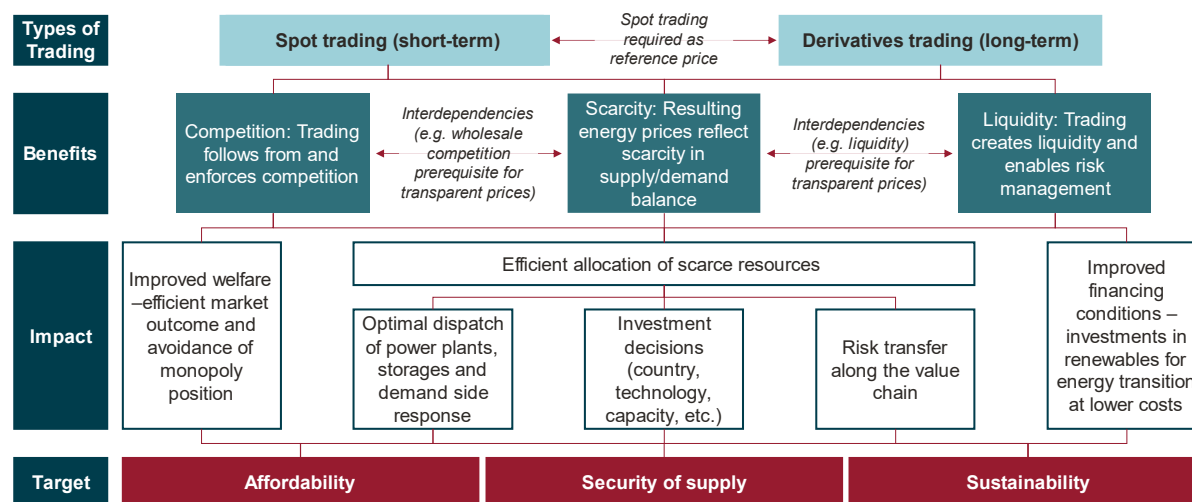 Types of
Trading
Spot trading (short-term)
Spot trading
required as
reference price
Derivatives trading (long-term)
Benefits
Competition: Trading
follows from and
enforces competition
Interdependencies
(e.g. wholesale
competition
prerequisite for
transparent prices)
Scarcity: Resulting
energy prices reflect
scarcity in
supply/demand
balance
Interdependencies
(e.g. liquidity)
prerequisite for
transparent prices)
Liquidity: Trading
creates liquidity and
enables risk
management
Impact
Improved welfare
–efficient market
outcome and
avoidance of
monopoly
position
Efficient allocation of scarce resources
Optimal dispatch
of power plants,
storages and
demand side
response
Investment
decisions
(country,
technology,
capacity, etc.)
Risk transfer
along the value
chain
Improved
financing
conditions –
investments in
renewables for
energy transition
at lower costs
Target
Affordability
Security of supply
Sustainability